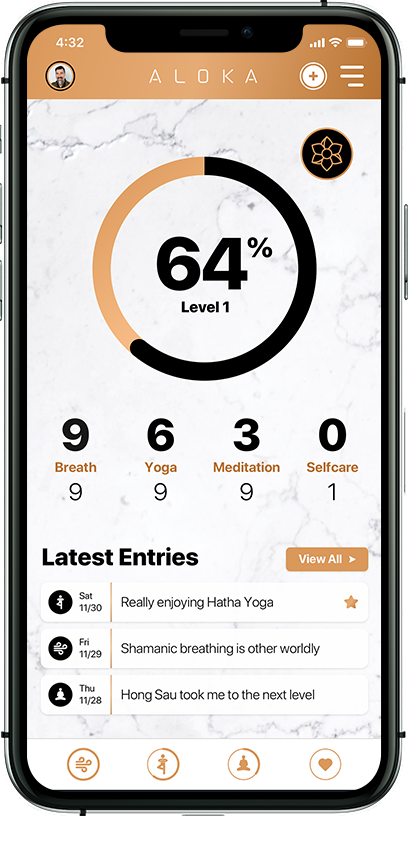 4:32
ALOKA
64%
Level 1
9 6 3 0
Breath Yoga Meditation Selfcare
9 9 9 1
Latest Entries View All
Sat
11/30
Really enjoying Hatha Yoga
Fri
11/29
Shamanic breathing is other worldly
Thu
11/28
Hong Sau took me to the next level